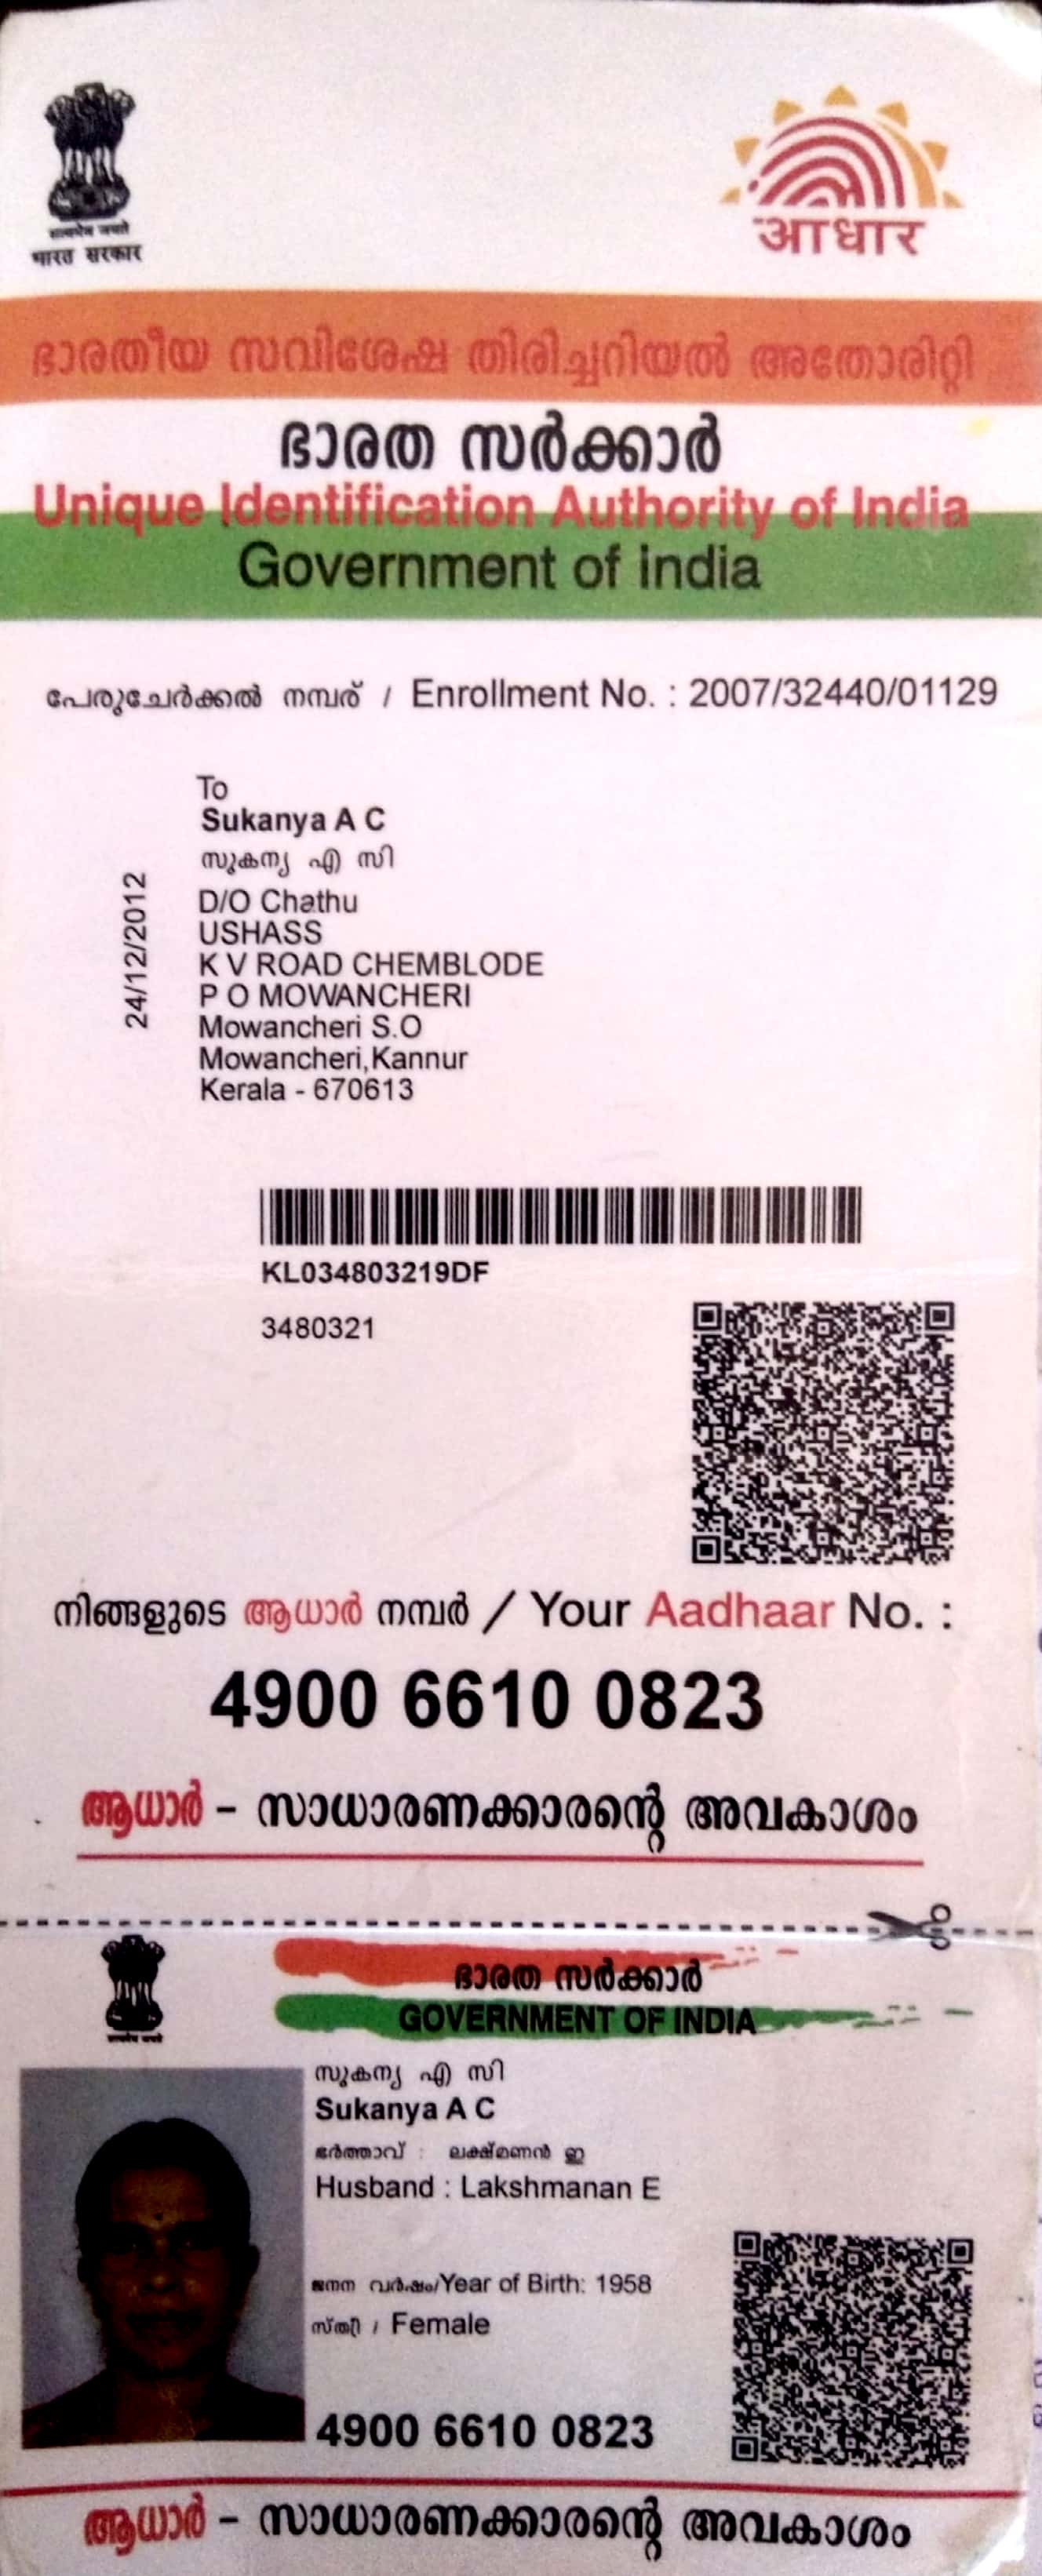 सत्यमेव जयते
भारत सरकार
आधार
ഭാരതീയ സവിശേഷ തിരിച്ചറിയൽ അതോരിറ്റി
ഭാരത സർക്കാർ
Unique Identification Authority of India
Government of India
പേരുചേർക്കൽ നമ്പര് / Enrollment No. : 2007/32440/01129
To
Sukanya A C
സുകന്യ എ സി
D/O Chathu
USHASS
K V ROAD CHEMBLODE
P O MOWANCHERI
Mowancheri S.O
Mowancheri,Kannur
Kerala - 670613
24/12/2012
KL034803219DF
3480321
നിങ്ങളുടെ ആധാർ നമ്പർ / Your Aadhaar No. :
4900 6610 0823
ആധാർ – സാധാരണക്കാരന്റെ അവകാശം
ഭാരത സർക്കാർ
GOVERNMENT OF INDIA
सत्यमेव जयते
സുകന്യ എ സി
Sukanya A C
ഭർത്താവ് : ലക്ഷ്മണൻ ഇ
Husband : Lakshmanan E
ജനന വർഷം/Year of Birth: 1958
സ്ത്രീ / Female
4900 6610 0823
ആധാർ – സാധാരണക്കാരന്റെ അവകാശം